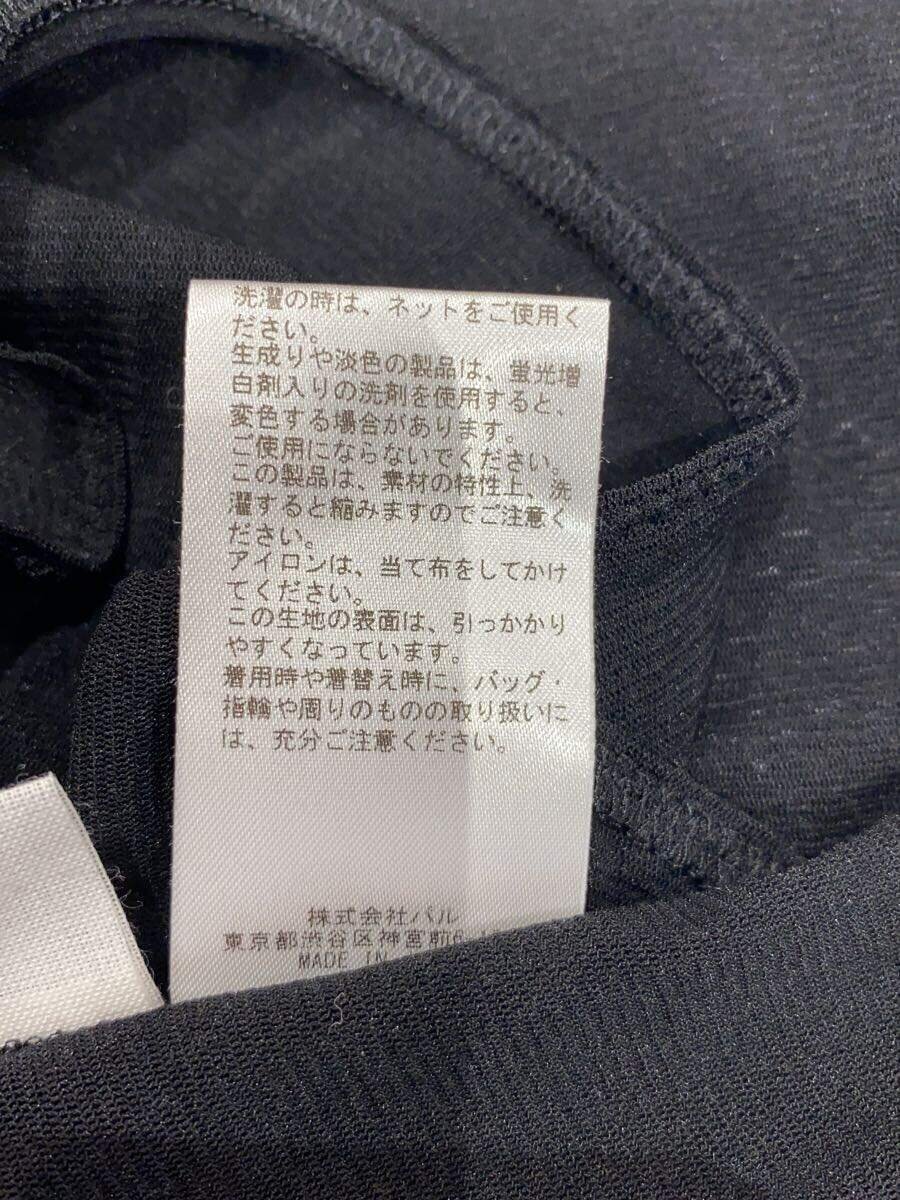 洗濯の時は、ネットをご使用く
ださい。
生成りや淡色の製品は、蛍光増
白剤入りの洗剤を使用すると、
変色する場合があります。
ご使用にならないでください。
この製品は、素材の特性上、洗
濯すると縮みますのでご注意く
ださい。
アイロンは、当て布をしてかけ
てください。
この生地の表面は、引っかかり
やすくなっています。
着用時や着替え時に、バッグ・
指輪や周りのものの取り扱いに
は、充分ご注意ください。
株式会社パル
東京都渋谷区神宮前6
MADE IN